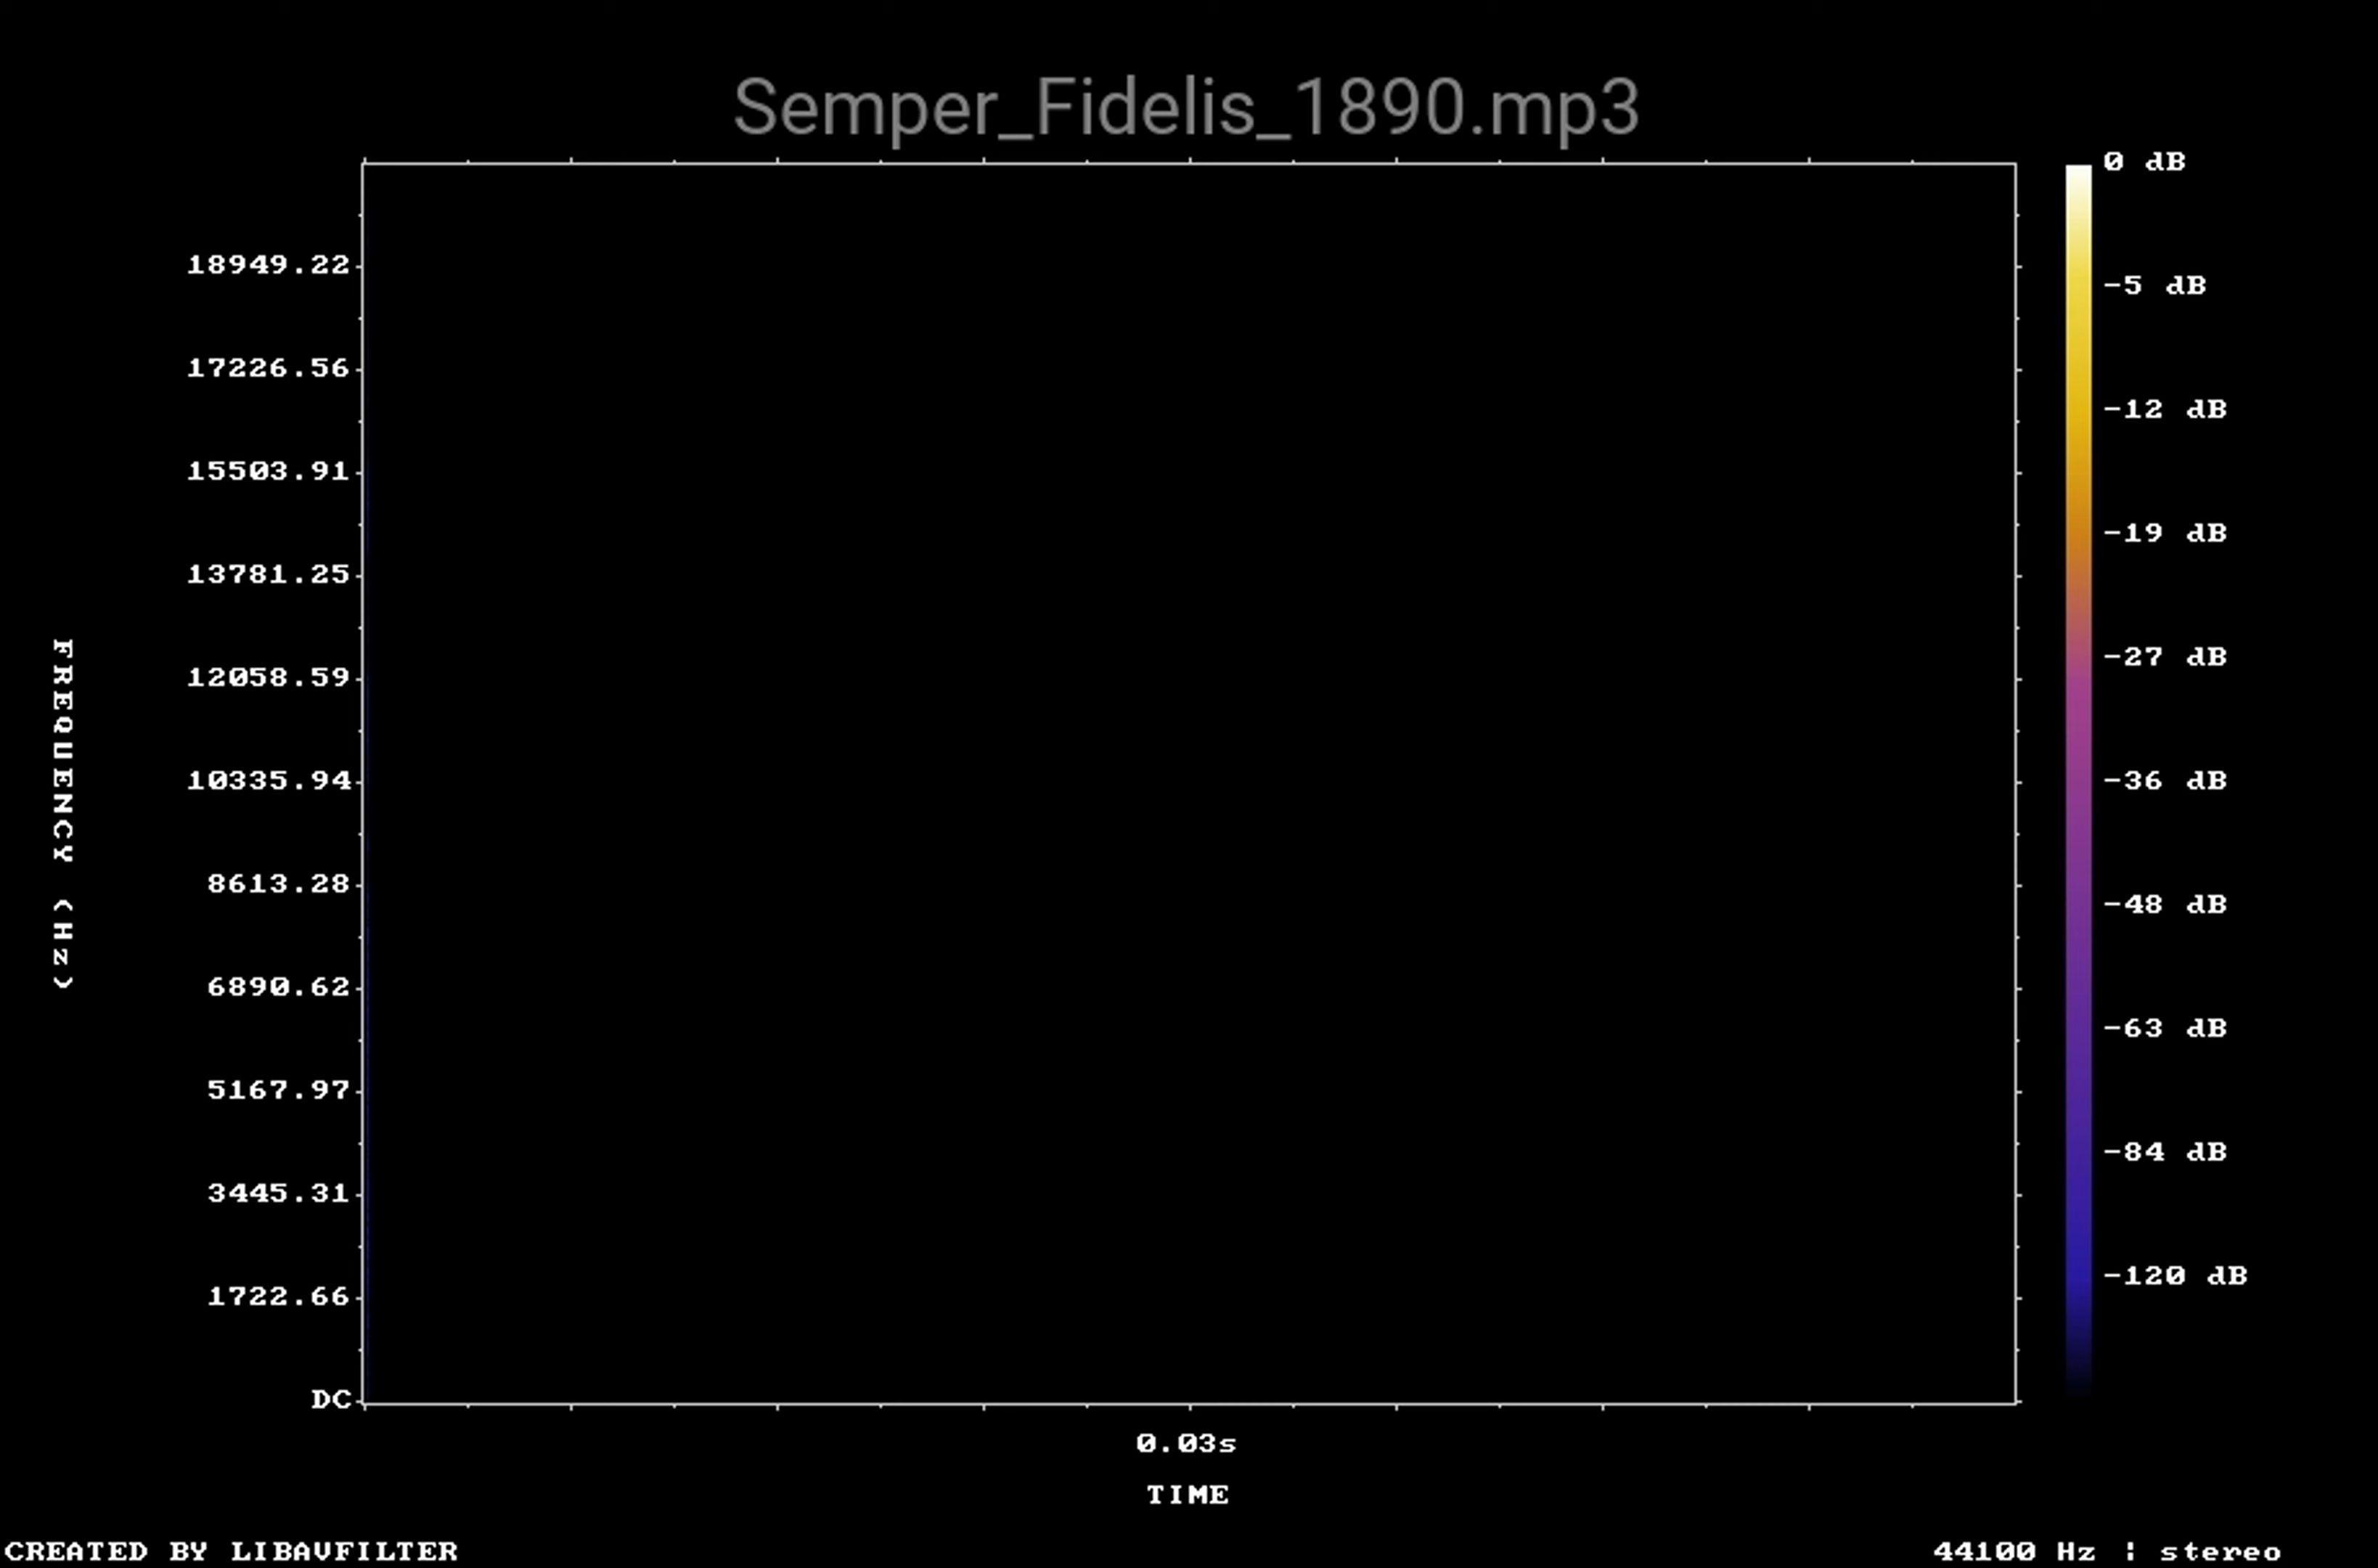 Semper_Fidelis_1890.mp3
0 dB
18949.22
-5 dB
17226.56
-12 dB
15503.91
-19 dB
13781.25
-27 dB
12058.59
10335.94
-36 dB
FREQUENCY (Hz)
8613.28
-48 dB
6890.62
-63 dB
5167.97
-84 dB
3445.31
-120 dB
1722.66
DC
0.03s
TIME
CREATED BY LIBAVFILTER
44100 Hz | stereo